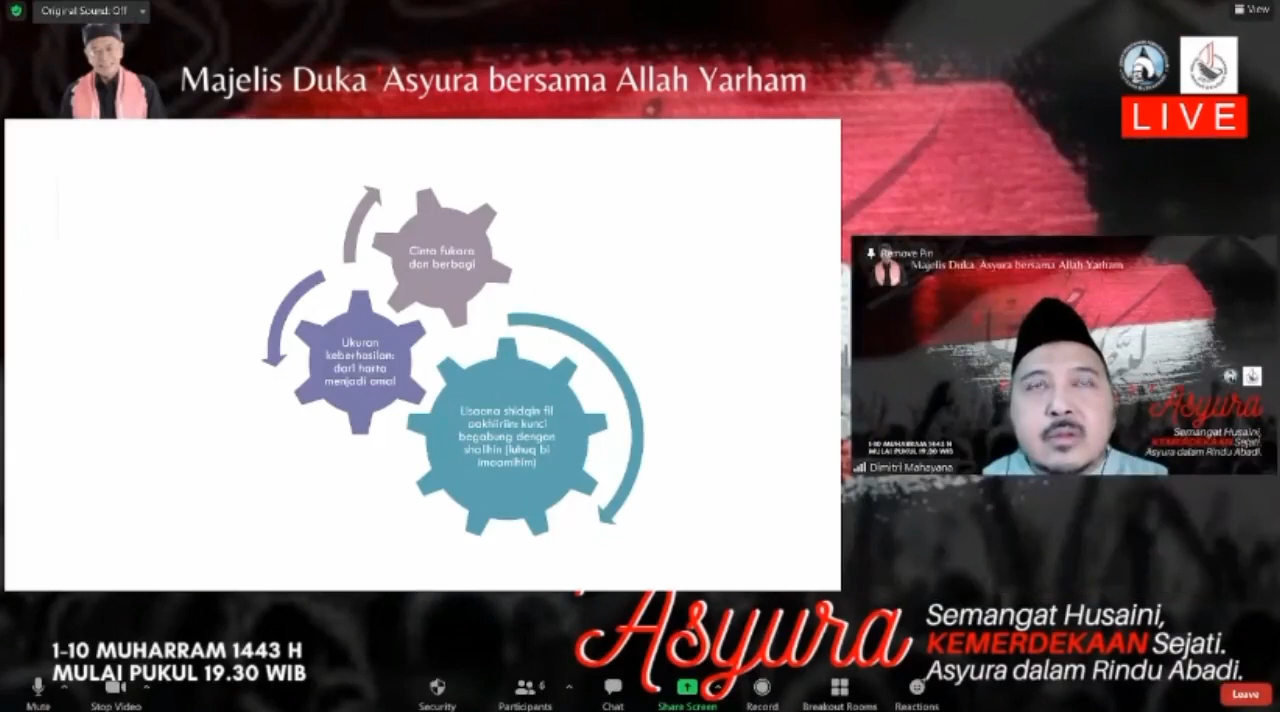 Original Sound: Off
View
Majelis Duka 'Asyura bersama Allah Yarham
LIVE
Cinta fukara
dan berbagi
Ukuran
keberhasilan:
dari harta
menjadi amal
Lisaana shidqin fil
aakhiriin: kunci
begabung dengan
shalihin (luhuq bi
imaamihim)
Remove Pin
Majelis Duka 'Asyura bersama Allah Yarham
Asyura
Semangat Husaini,
KEMERDEKAAN Sejati.
Asyura dalam Rindu Abadi.
1-10 MUHARRAM 1443 H
MULAI PUKUL 19.30 WIB
Dimitri Mahayana
Asyura
Semangat Husaini,
KEMERDEKAAN Sejati.
Asyura dalam Rindu Abadi.
1-10 MUHARRAM 1443 H
MULAI PUKUL 19.30 WIB
Mute
Stop Video
Security
Participants
6
Chat
Share Screen
Record
Breakout Rooms
Reactions
Leave